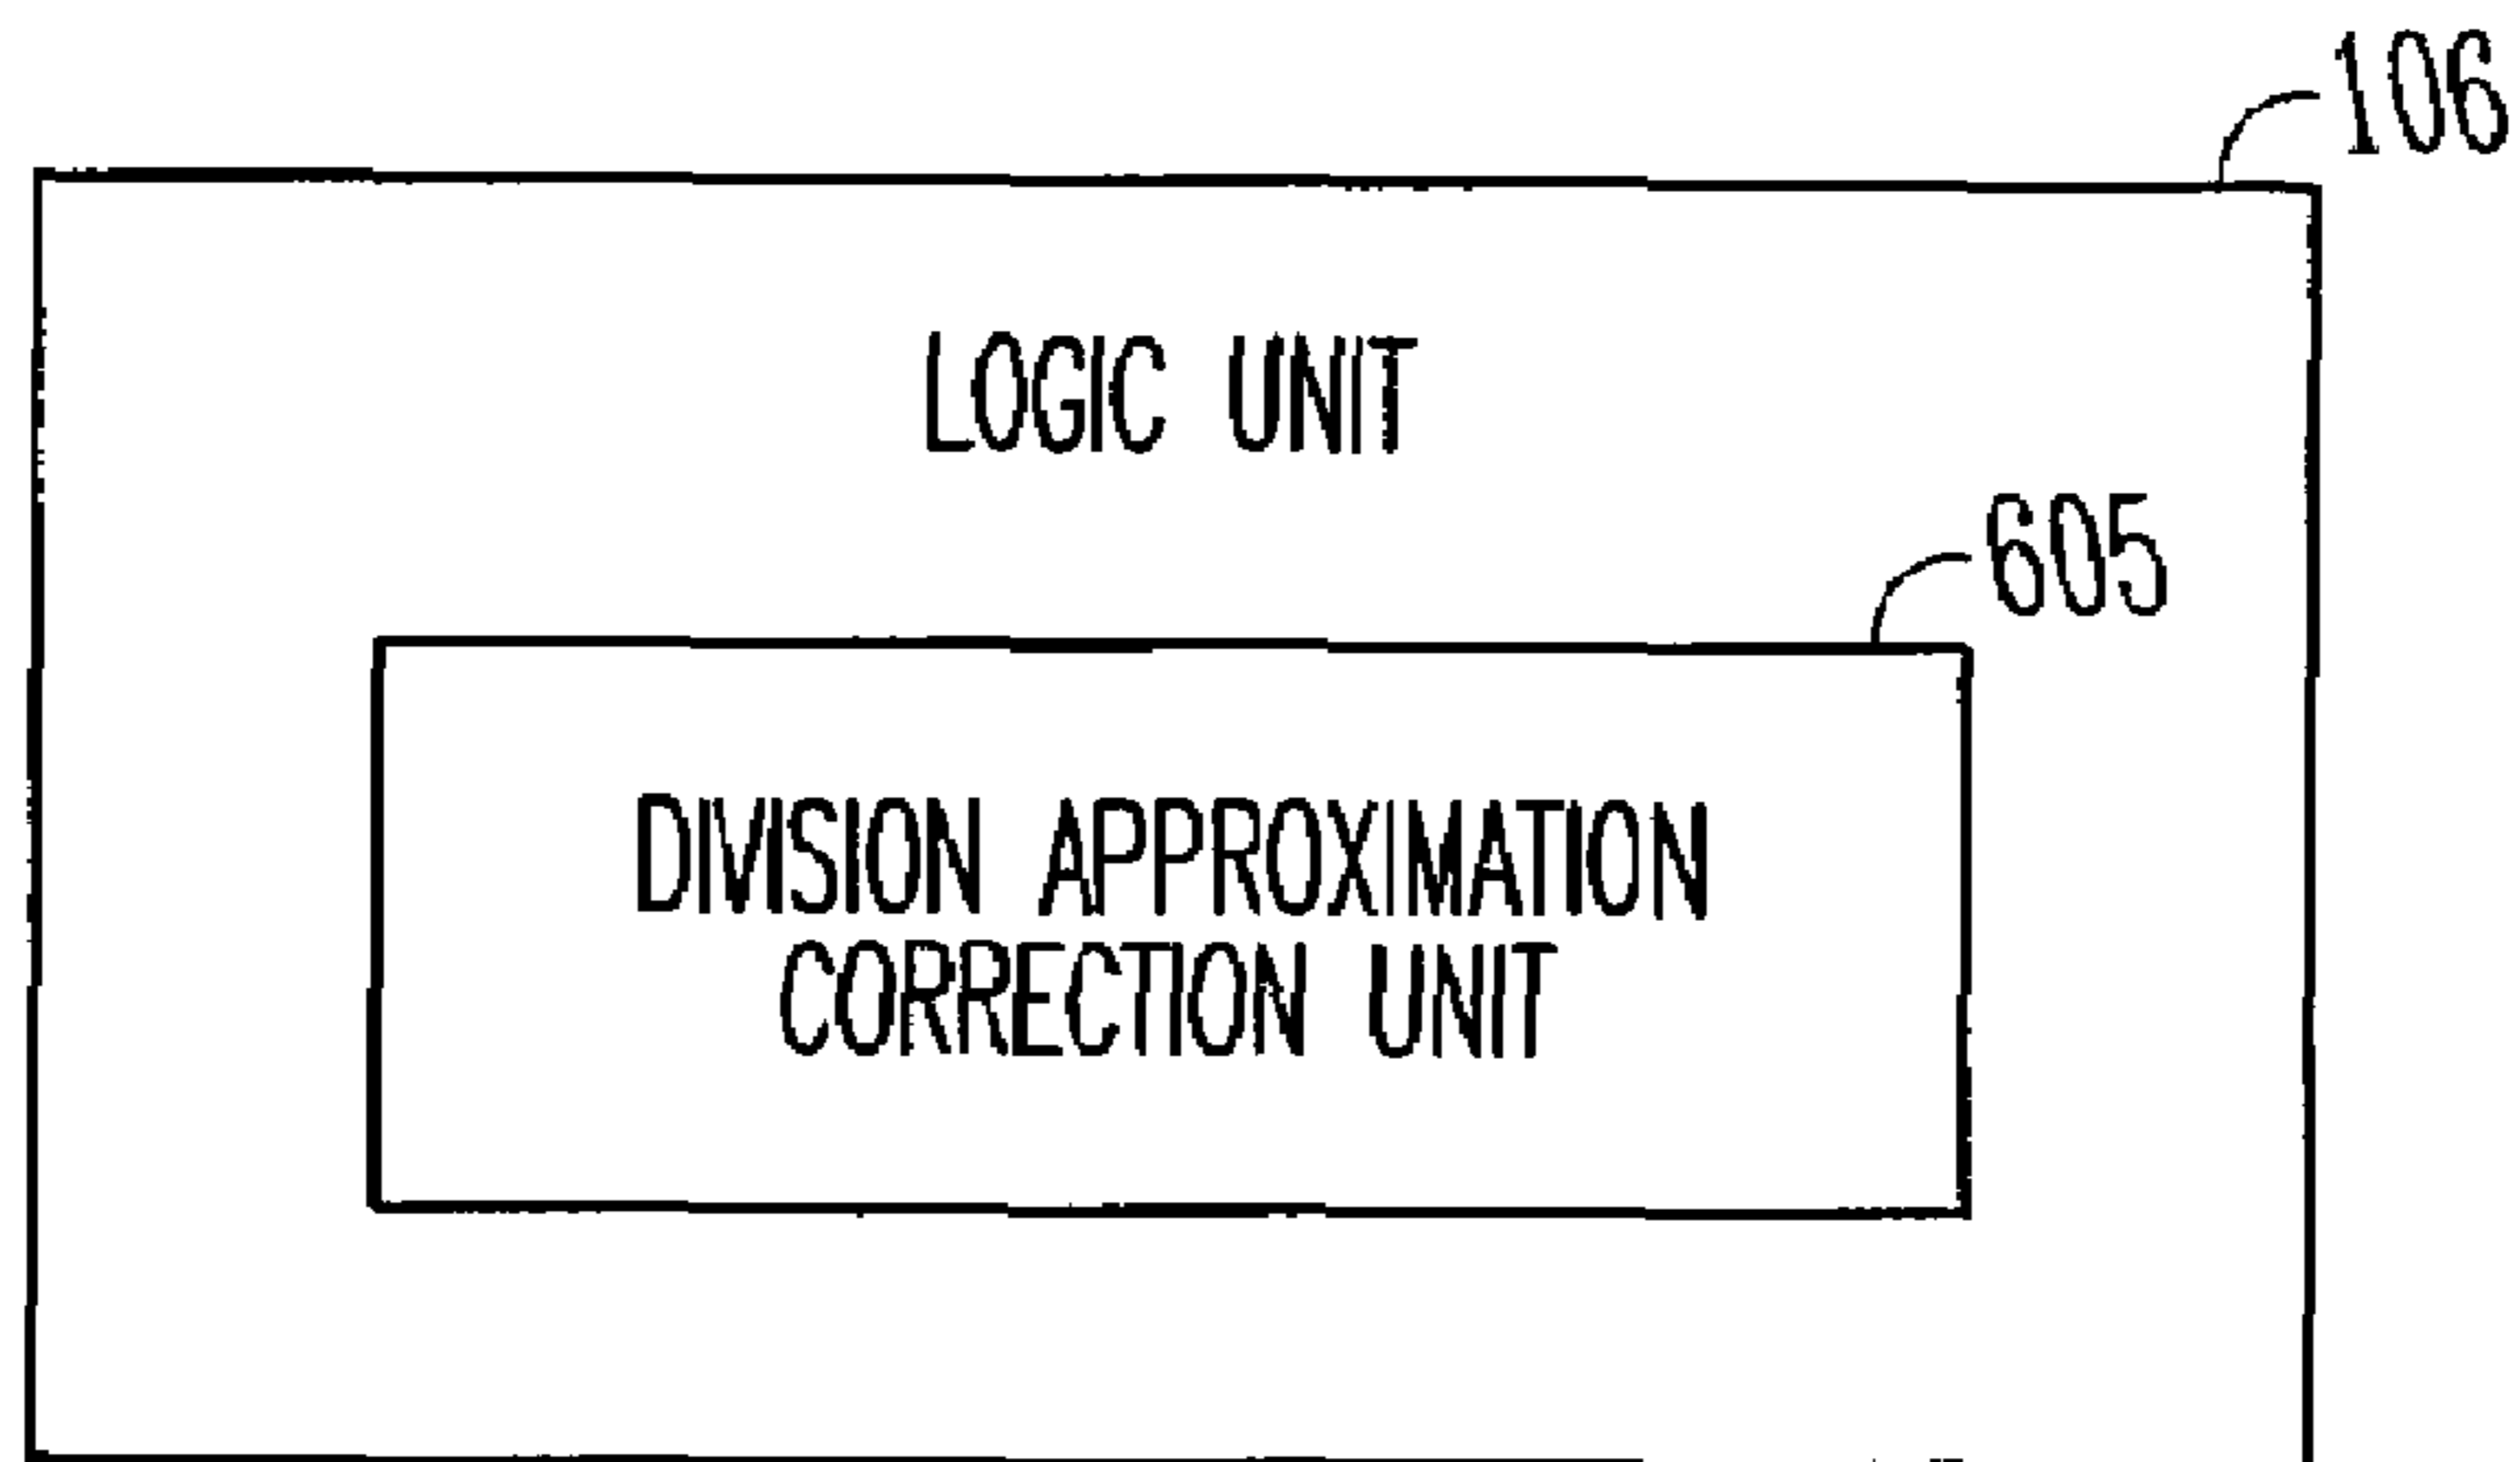 106
LOGIC UNIT
605
DIVISION APPROXIMATION
CORRECTION UNIT